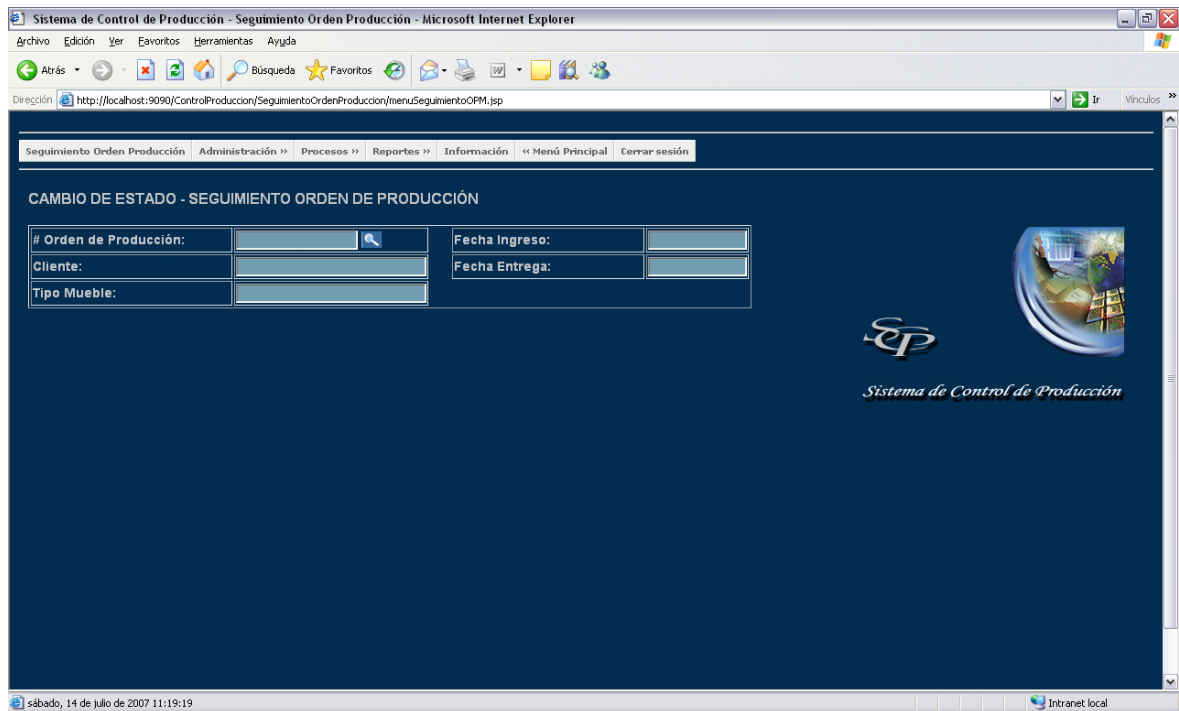 Sistema de Control de Producción - Seguimiento Orden Producción - Microsoft Internet Explorer
Archivo Edición Ver Favoritos Herramientas Ayuda
Atrás Búsqueda Favoritos
Dirección http://localhost:9090/ControlProduccion/SeguimientoOrdenProduccion/menuSeguimientoOPM.jsp Ir Vínculos »
Seguimiento Orden Producción Administración » Procesos » Reportes » Información « Menú Principal Cerrar sesión
CAMBIO DE ESTADO - SEGUIMIENTO ORDEN DE PRODUCCIÓN
# Orden de Producción: Fecha Ingreso:
Cliente: Fecha Entrega:
Tipo Mueble:
SCP
Sistema de Control de Producción
sábado, 14 de julio de 2007 11:19:19 Intranet local